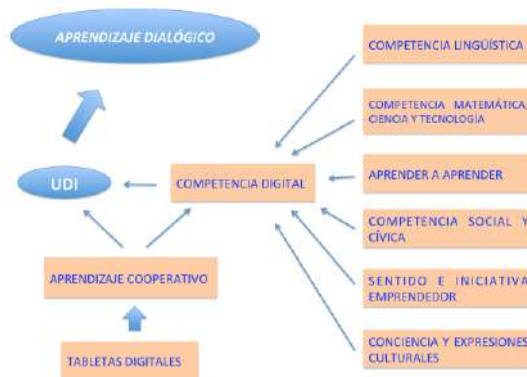 APRENDIZAJE DIALÓGICO
COMPETENCIA LINGÜÍSTICA
COMPETENCIA MATEMÁTICA,
CIENCIA Y TECNOLOGÍA
UDI
COMPETENCIA DIGITAL
APRENDER A APRENDER
COMPETENCIA SOCIAL Y
CÍVICA
APRENDIZAJE COOPERATIVO
SENTIDO E INICIATIVA
EMPRENDEDOR
TABLETAS DIGITALES
CONCIENCIA Y EXPRESIONES
CULTURALES